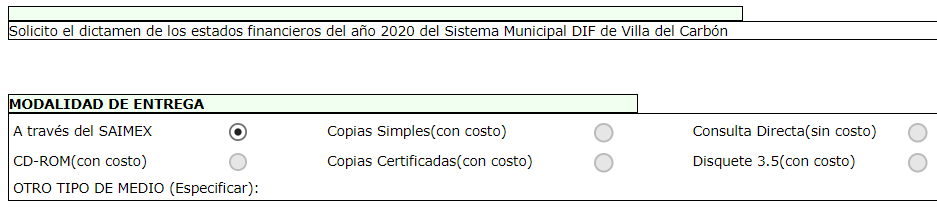 Solicito el dictamen de los estados financieros del año 2020 del Sistema Municipal DIF de Villa del Carbón
MODALIDAD DE ENTREGA
A través del SAIMEX Copias Simples(con costo) Consulta Directa(sin costo)
CD-ROM(con costo) Copias Certificadas(con costo) Disquete 3.5(con costo)
OTRO TIPO DE MEDIO (Especificar):